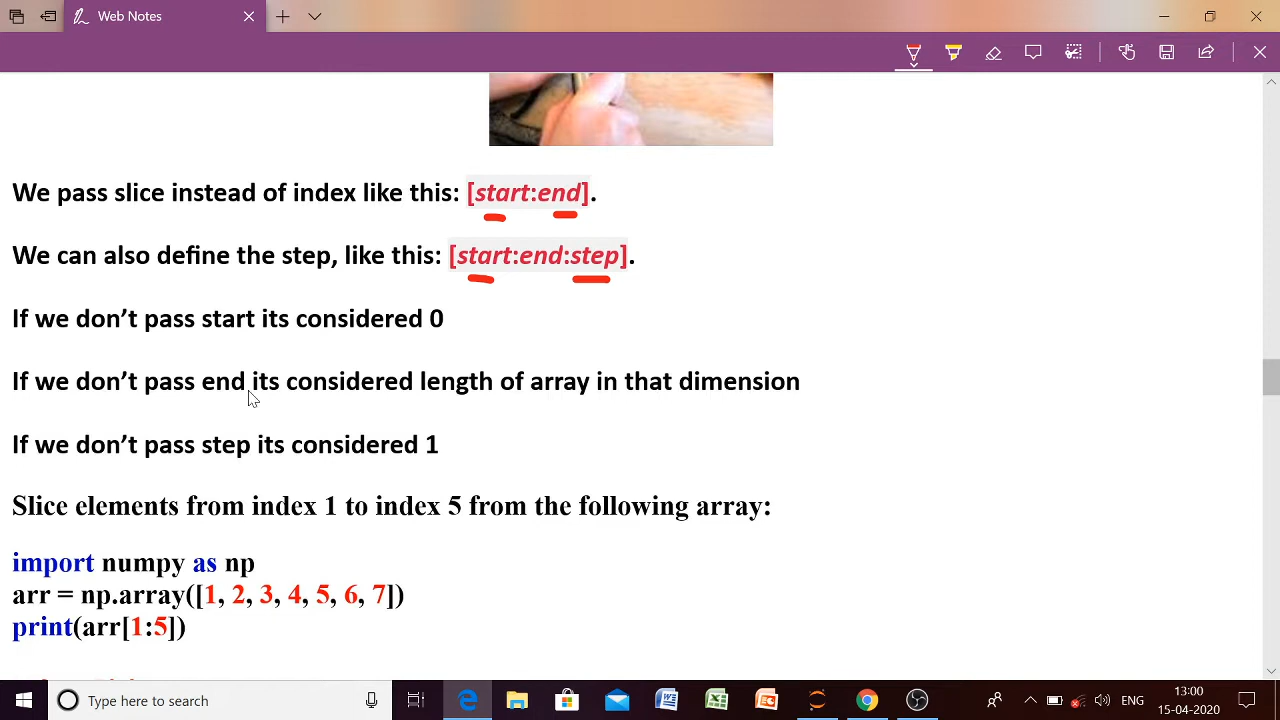 Web Notes
We pass slice instead of index like this: [start:end].
We can also define the step, like this: [start:end:step].
If we don’t pass start its considered 0
If we don’t pass end its considered length of array in that dimension
If we don’t pass step its considered 1
Slice elements from index 1 to index 5 from the following array:
import numpy as np
arr = np.array([1, 2, 3, 4, 5, 6, 7])
print(arr[1:5])
Type here to search
ENG
13:00
15-04-2020